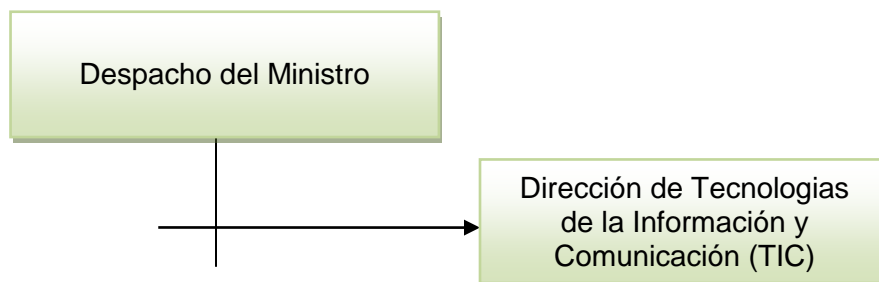 Despacho del Ministro
Dirección de Tecnologias
de la Información y
Comunicación (TIC)